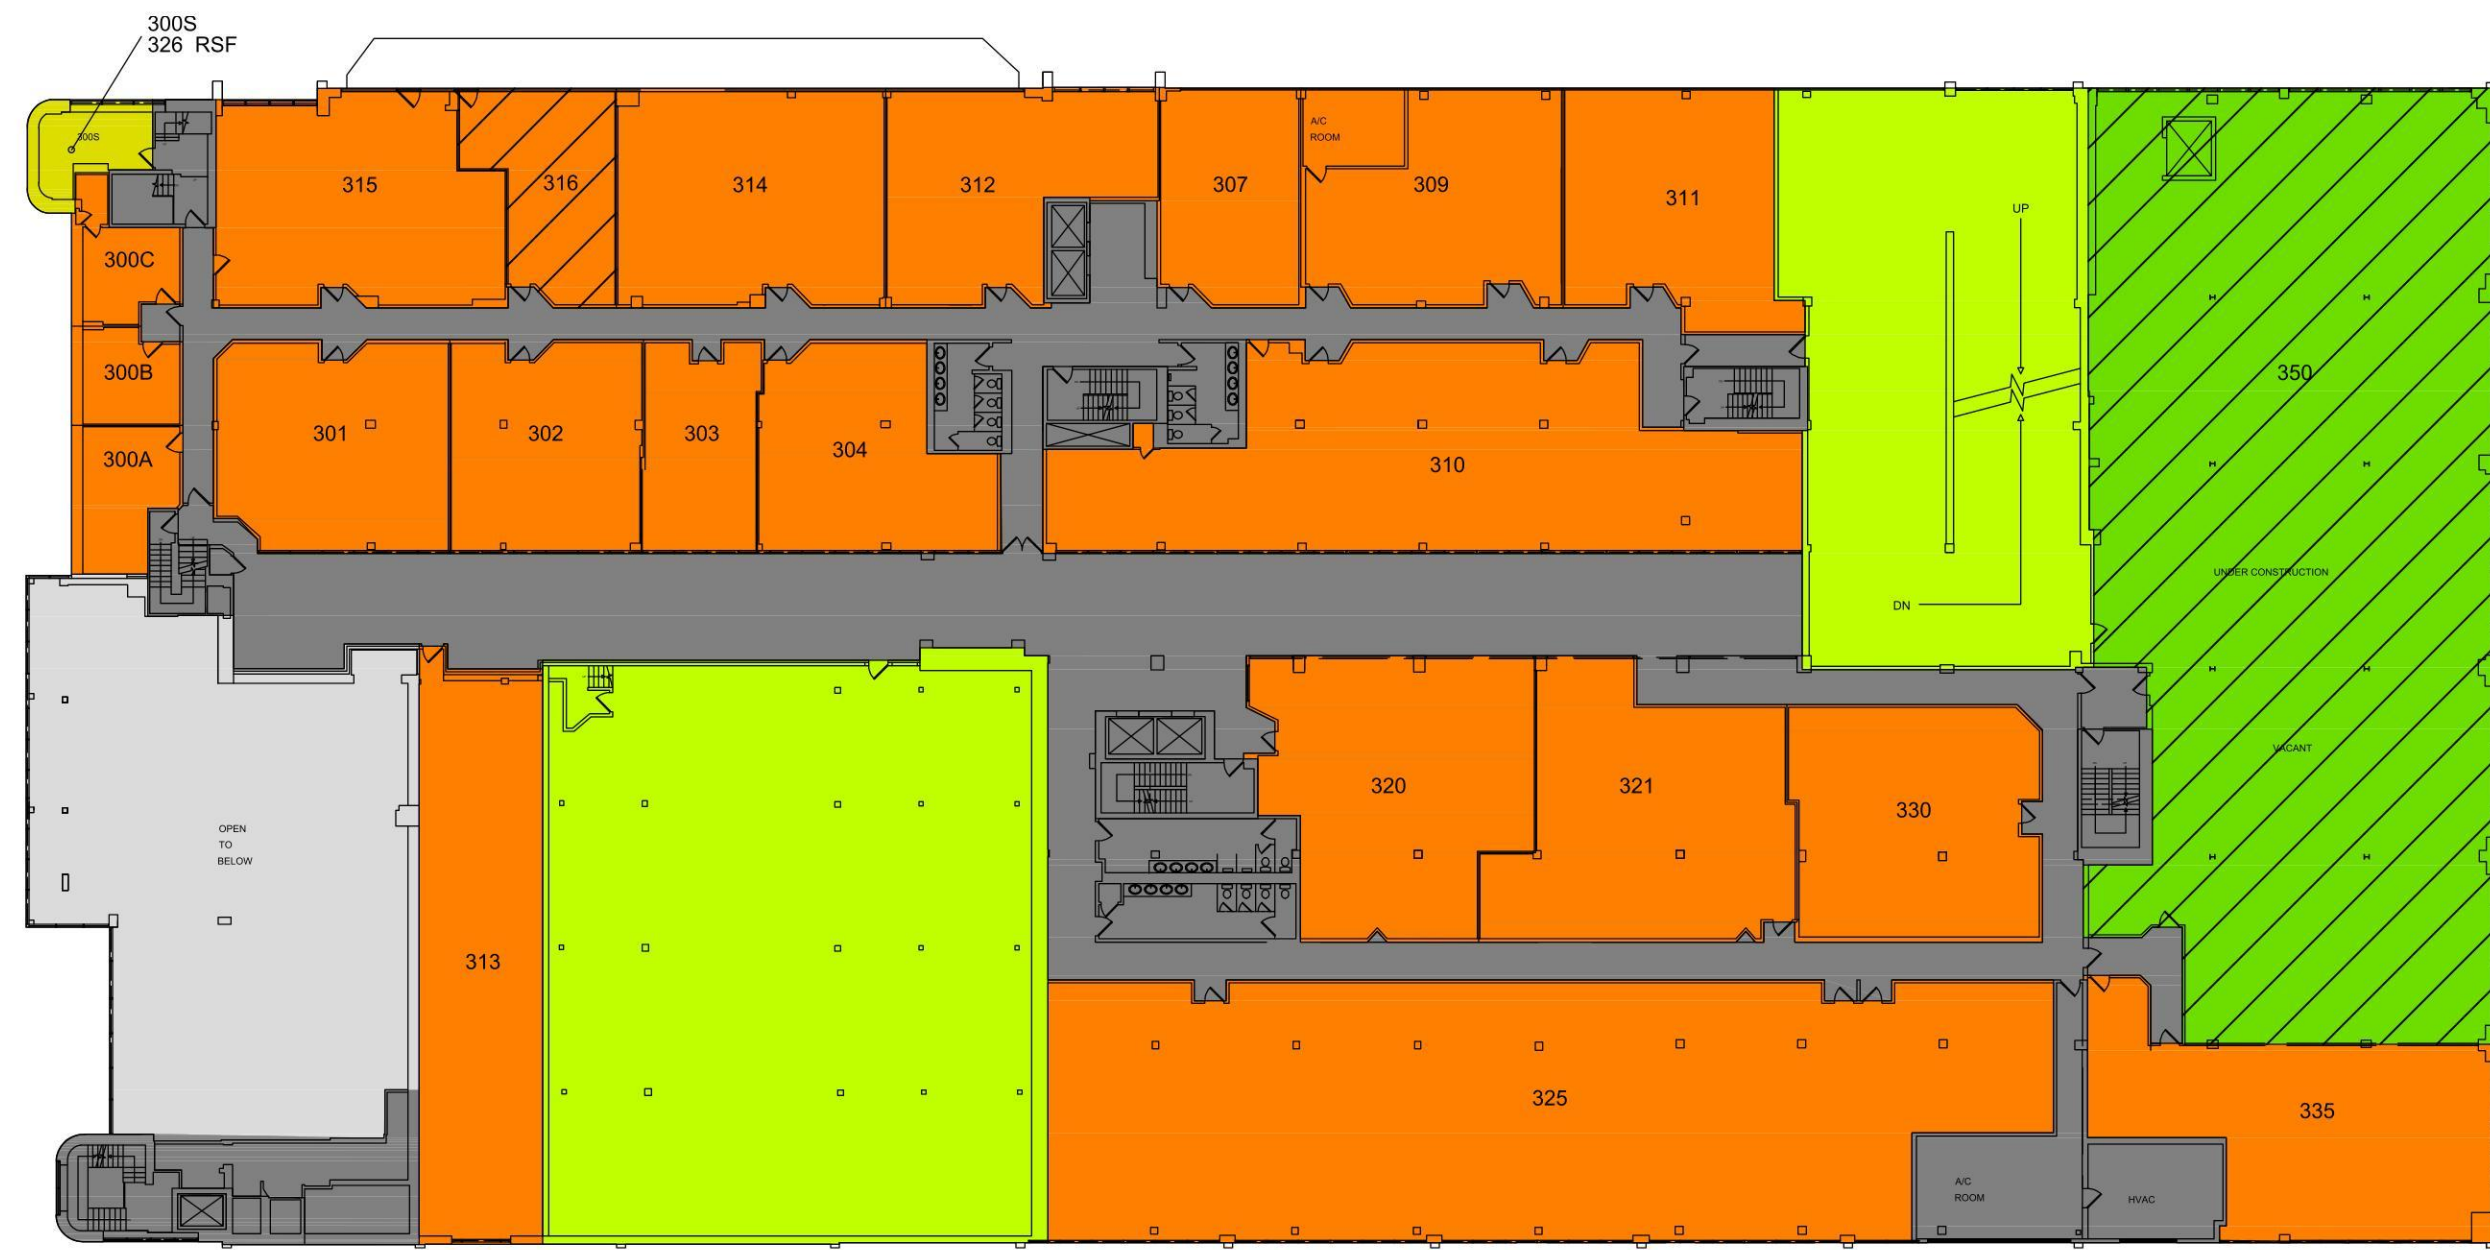 300S
326 RSF
300S
A/C
ROOM
315
316
314
312
307
309
311
UP
300C
300B
350
301
302
303
304
300A
310
UNDER CONSTRUCTION
DN
VACANT
320
321
330
OPEN
TO
BELOW
313
325
335
A/C
ROOM
HVAC